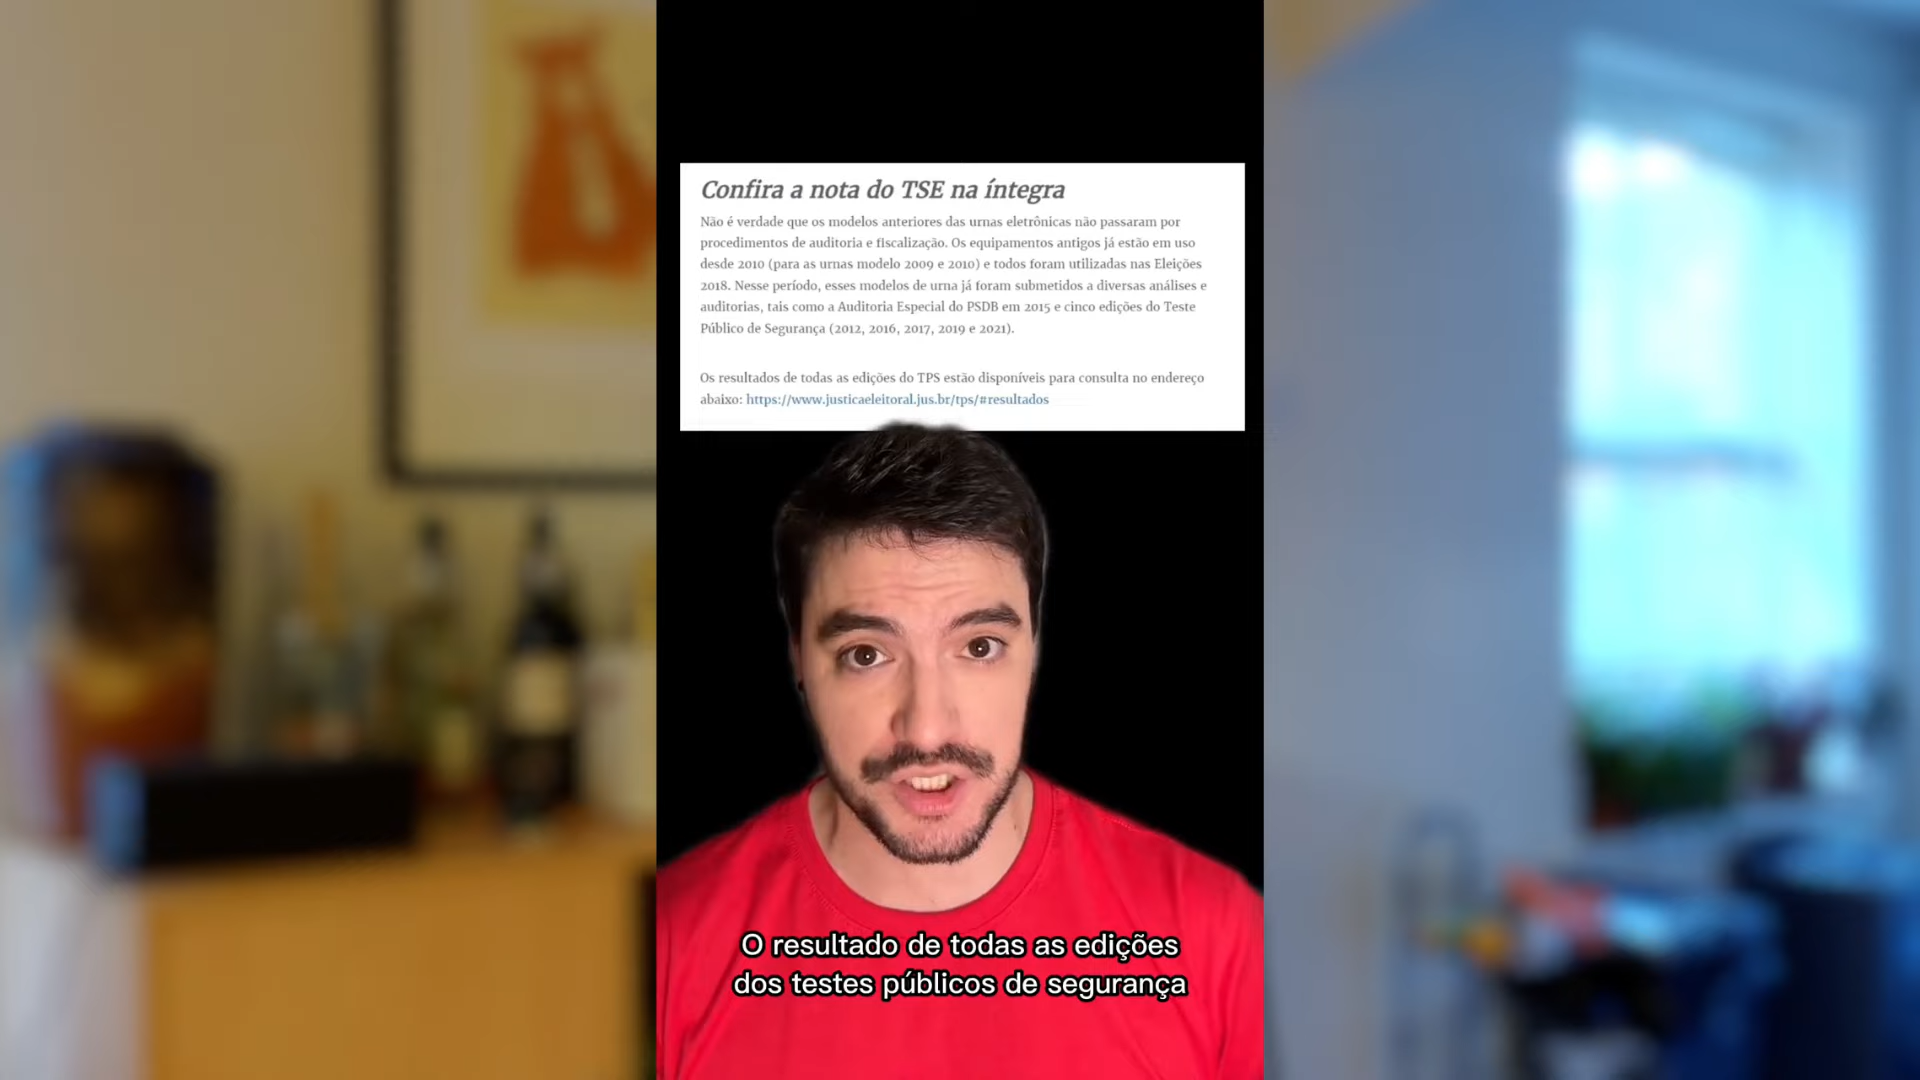 Confira a nota do TSE na íntegra
Não é verdade que os modelos anteriores das urnas eletrônicas não passaram por
procedimentos de auditoria e fiscalização. Os equipamentos antigos já estão em uso
desde 2010 (para as urnas modelo 2009 e 2010) e todos foram utilizadas nas Eleições
2018. Nesse período, esses modelos de urna já foram submetidos a diversas análises e
auditorias, tais como a Auditoria Especial do PSDB em 2015 e cinco edições do Teste
Público de Segurança (2012, 2016, 2017, 2019 e 2021).
Os resultados de todas as edições do TPS estão disponíveis para consulta no endereço
abaixo: https://www.justicaeleitoral.jus.br/tps/#resultados
O resultado de todas as edições
dos testes públicos de segurança